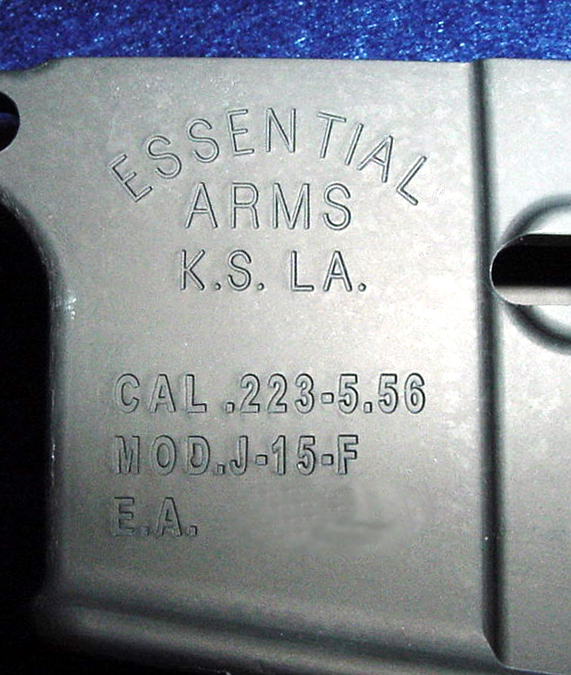 ESSENTIAL
ARMS
K.S. LA.
CAL .223-5.56
MOD.J-15-F
E.A.